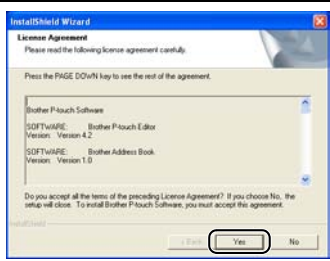 InstallShield Wizard
License Agreement
Please read the following license agreement carefully.
Press the PAGE DOWN key to see the rest of the agreement.
Brother P-touch Software
SOFTWARE: Brother P-touch Editor
Version: Version 4.2
SOFTWARE: Brother Address Book
Version: Version 1.0
Do you accept all the terms of the preceding License Agreement? If you choose No, the
setup will close. To install Brother P-touch Software, you must accept this agreement.
InstallShield
< Back Yes No